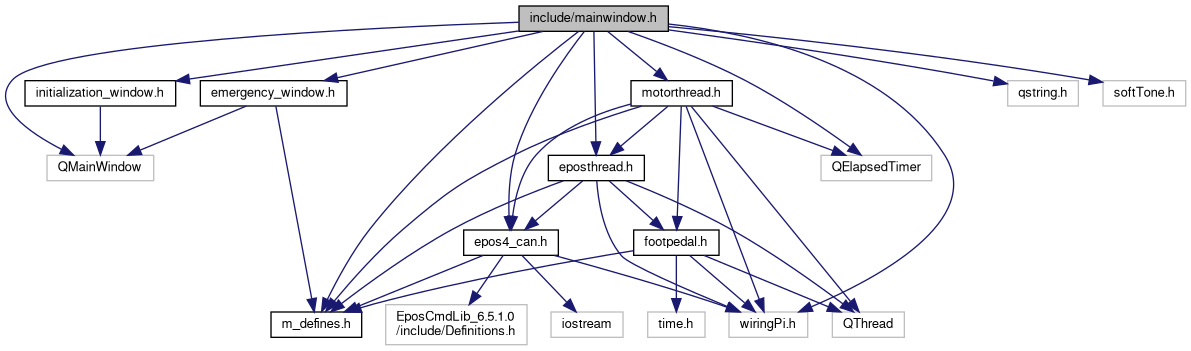 include/mainwindow.h
initialization_window.h
emergency_window.h
motorthread.h
qstring.h
softTone.h
QMainWindow
eposthread.h
QElapsedTimer
epos4_can.h
footpedal.h
m_defines.h
EposCmdLib_6.5.1.0
/include/Definitions.h
iostream
time.h
wiringPi.h
QThread